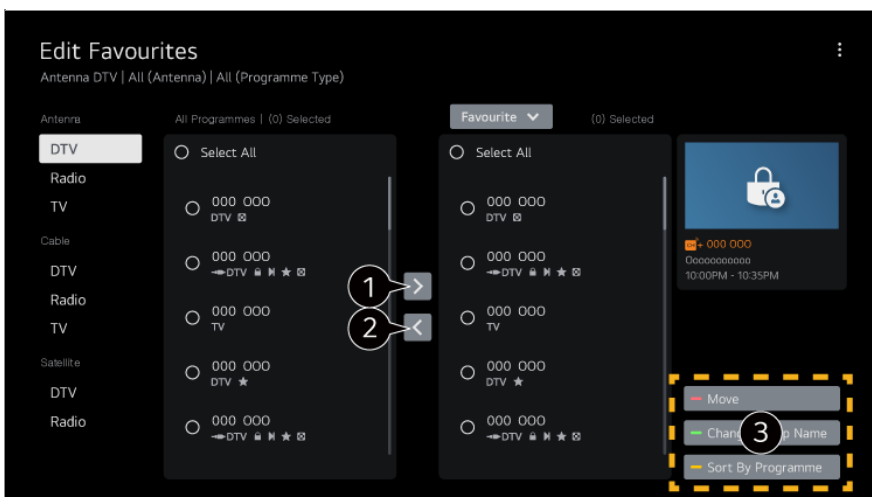 Edit Favourites
Antenna DTV | All (Antenna) | All (Programme Type)
Antenna
DTV
Radio
TV
Cable
DTV
Radio
TV
Satellite
DTV
Radio
All Programmes | (0) Selected
Select All
000 000
DTV
000 000
DTV
000 000
TV
000 000
DTV
000 000
DTV
1
2
Favourite
(0) Selected
Select All
000 000
DTV
000 000
DTV
000 000
TV
000 000
DTV
000 000
DTV
CH+ 000 000
Ooooooooooo
10:00PM - 10:35PM
Move
3
Name
Sort By Programme